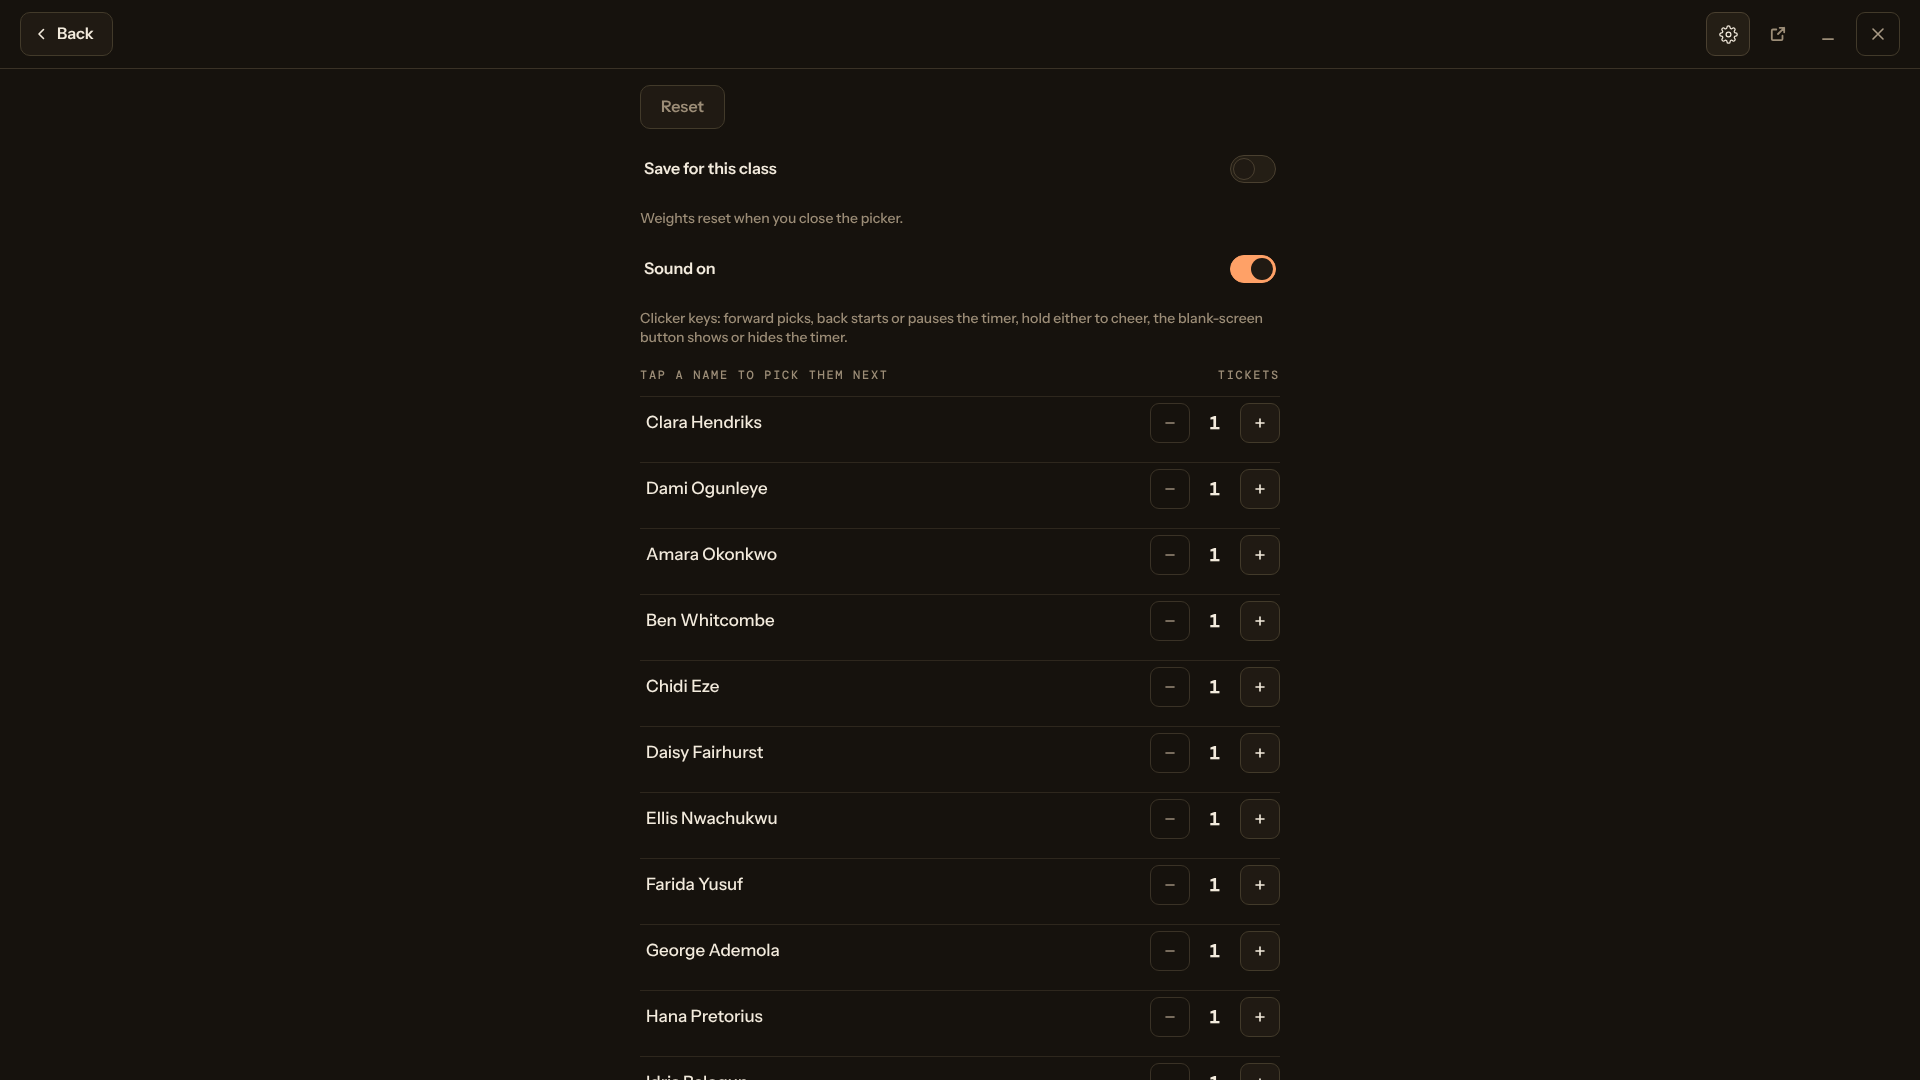 Back
Reset
Save for this class
Weights reset when you close the picker.
Sound on
Clicker keys: forward picks, back starts or pauses the timer, hold either to cheer, the blank-screen
button shows or hides the timer.
TAP A NAME TO PICK THEM NEXT TICKETS
Clara Hendriks − 1 +
Dami Ogunleye − 1 +
Amara Okonkwo − 1 +
Ben Whitcombe − 1 +
Chidi Eze − 1 +
Daisy Fairhurst − 1 +
Ellis Nwachukwu − 1 +
Farida Yusuf − 1 +
George Ademola − 1 +
Hana Pretorius − 1 +